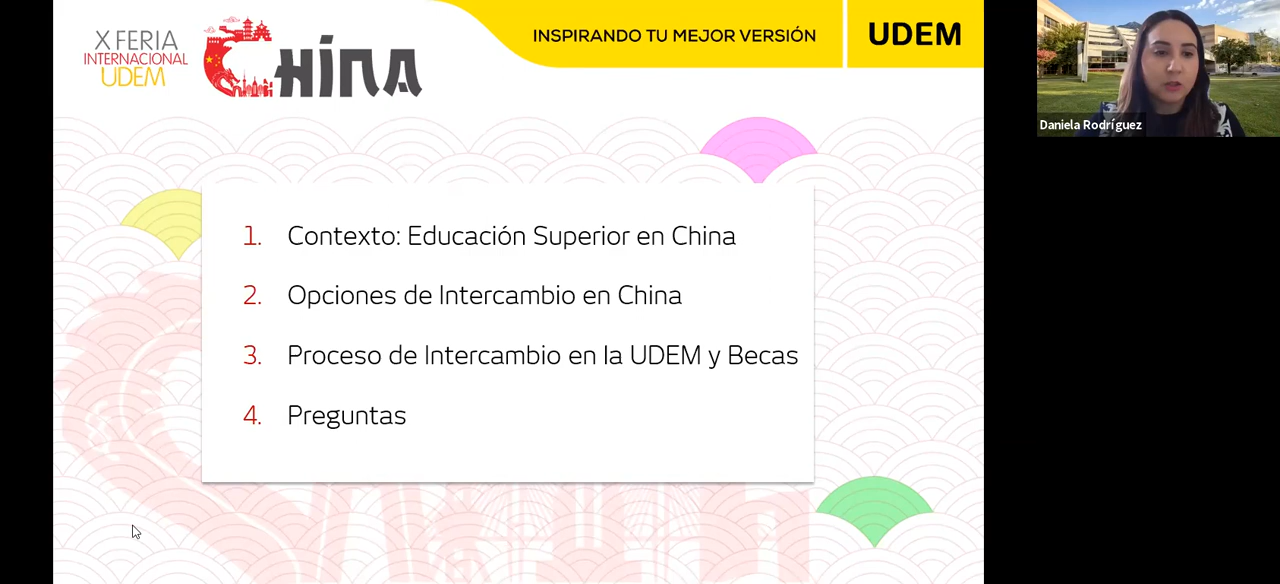 X FERIA
INTERNACIONAL
UDEM
CHINA
INSPIRANDO TU MEJOR VERSIÓN
UDEM
Daniela Rodríguez
1. Contexto: Educación Superior en China
2. Opciones de Intercambio en China
3. Proceso de Intercambio en la UDEM y Becas
4. Preguntas